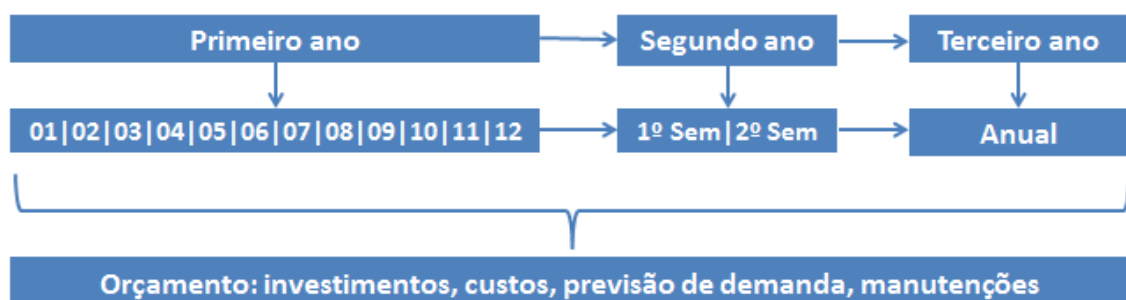 Primeiro ano
Segundo ano
Terceiro ano
01|02|03|04|05|06|07|08|09|10|11|12
1º Sem|2º Sem
Anual
Orçamento: investimentos, custos, previsão de demanda, manutenções